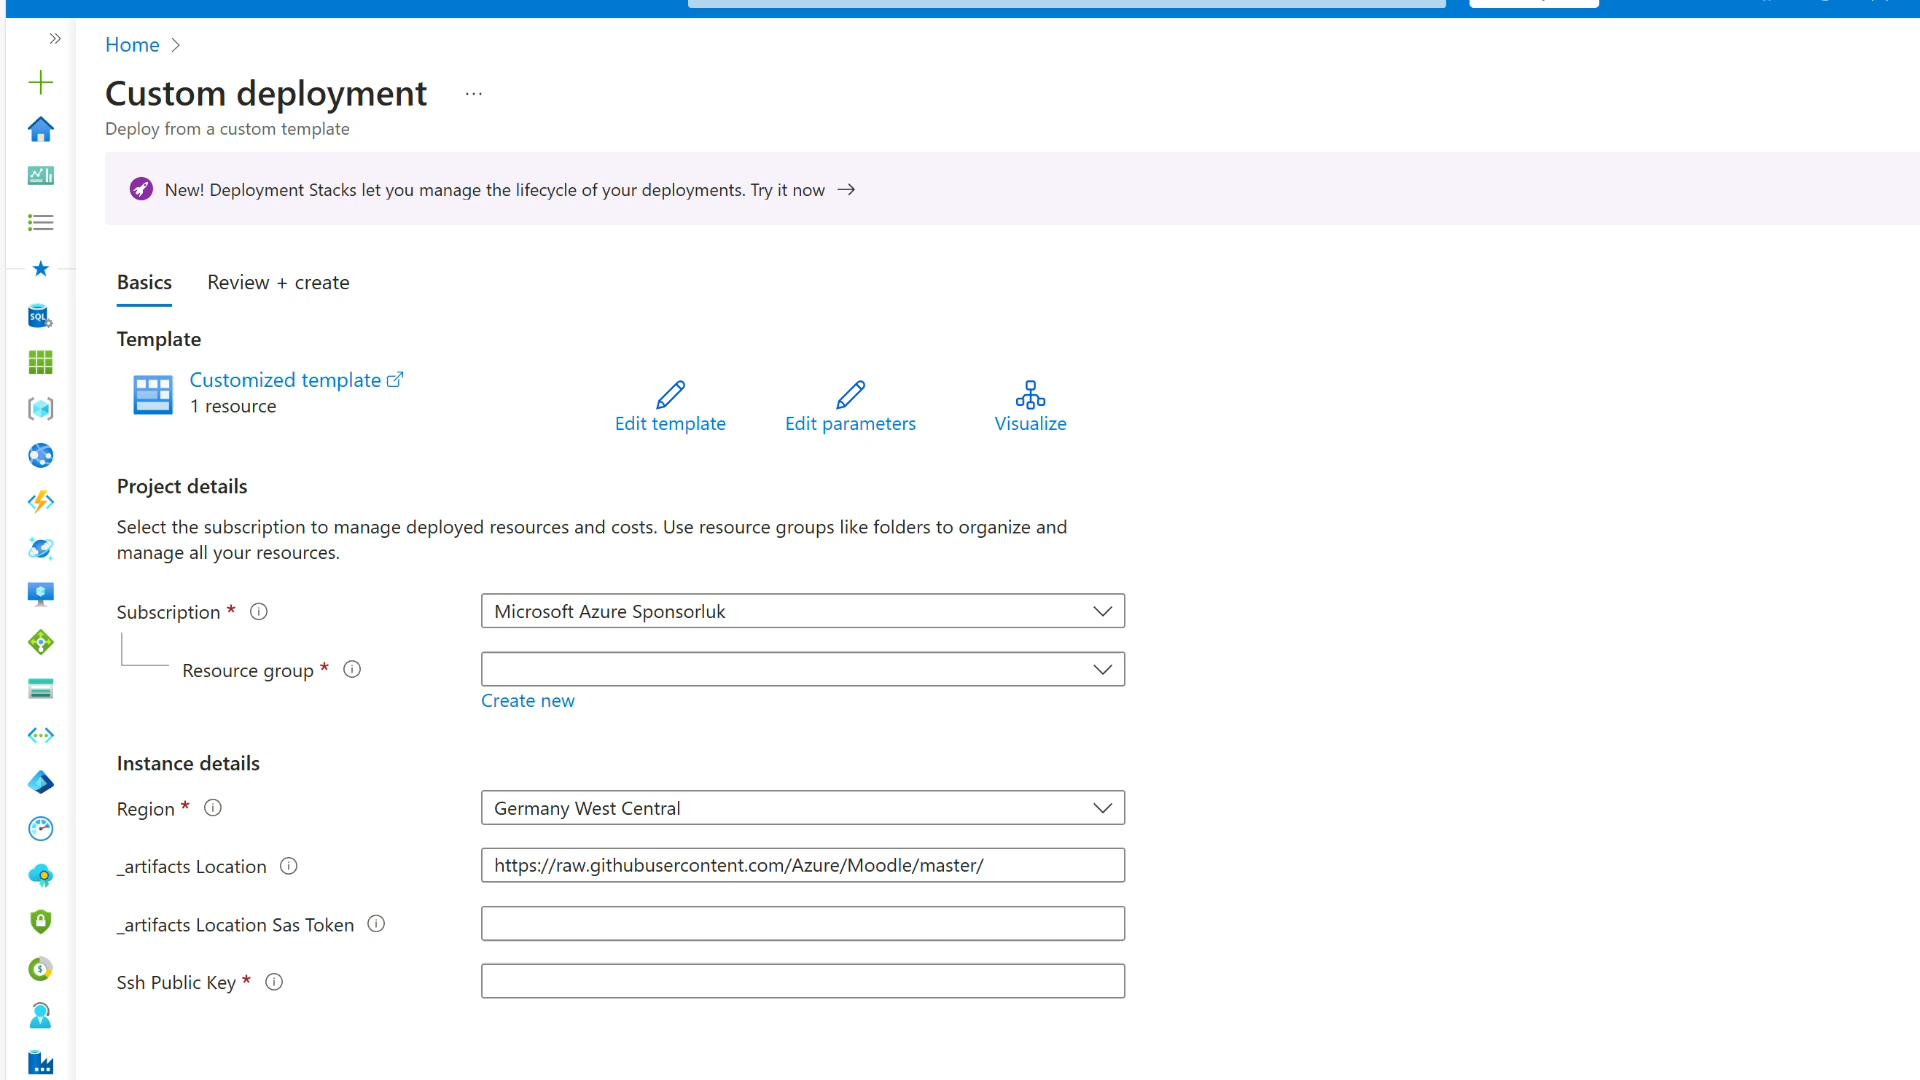 Home
Custom deployment
Deploy from a custom template
New! Deployment Stacks let you manage the lifecycle of your deployments. Try it now
Basics
Review + create
Template
Customized template
1 resource
Edit template
Edit parameters
Visualize
Project details
Select the subscription to manage deployed resources and costs. Use resource groups like folders to organize and
manage all your resources.
Subscription *
Microsoft Azure Sponsorluk
Resource group *
Create new
Instance details
Region *
Germany West Central
_artifacts Location
https://raw.githubusercontent.com/Azure/Moodle/master/
_artifacts Location Sas Token
Ssh Public Key *
SQL